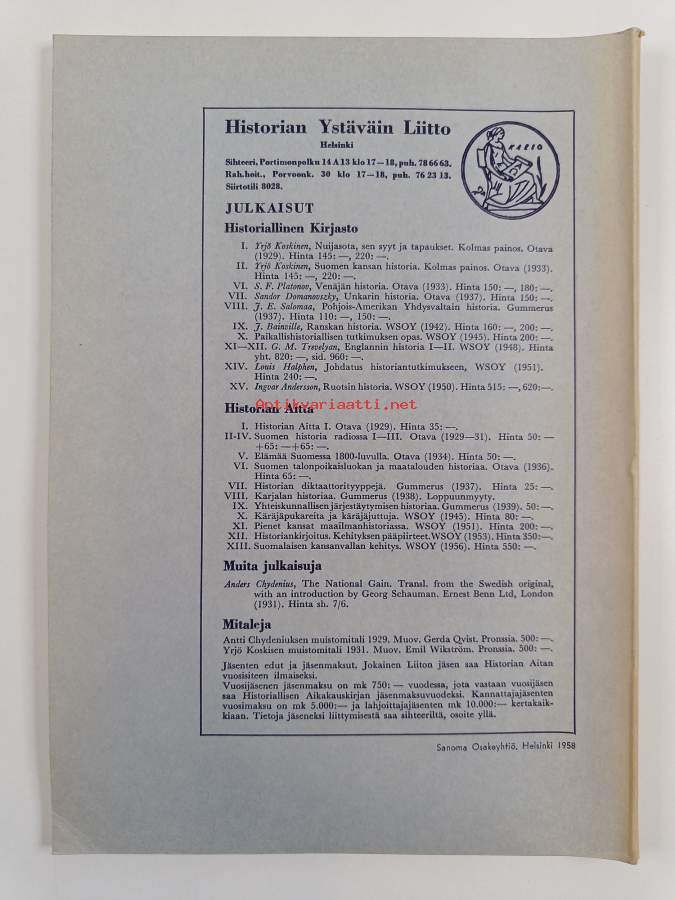 Historian Ystäväin Liitto
Helsinki
Sihteeri, Portimonpolku 14 A 13 klo 17—18, puh. 78 66 63.
Rah.hoit., Porvoonk. 30 klo 17—18, puh. 76 23 13.
Siirtotili 8028.
KLEIO
JULKAISUT
Historiallinen Kirjasto
I. Yrjö Koskinen, Nuijasota, sen syyt ja tapaukset. Kolmas painos. Otava
(1929). Hinta 145: —, 220: —.
II. Yrjö Koskinen, Suomen kansan historia. Kolmas painos. Otava (1933).
Hinta 145: —, 220: —.
VI. S. F. Platonov, Venäjän historia. Otava (1933). Hinta 150: —, 180: —.
VII. Sandor Domanovszky, Unkarin historia. Otava (1937). Hinta 150: —.
VIII. J. E. Salomaa, Pohjois-Amerikan Yhdysvaltain historia. Gummerus
(1937). Hinta 110: —, 150: —.
IX. J. Bainville, Ranskan historia. WSOY (1942). Hinta 160: —, 200: —.
X. Paikallishistoriallisen tutkimuksen opas. WSOY (1945). Hinta 200: —.
XI—XII. G. M. Trevelyan, Englannin historia I—II. WSOY (1948). Hinta
yht. 820: —, sid. 960: —.
XIV. Louis Halphen, Johdatus historiantutkimukseen, WSOY (1951).
Hinta 240: —.
XV. Ingvar Andersson, Ruotsin historia. WSOY (1950). Hinta 515: —, 620:—.
Antikvariaatti.net
Historian Aitta
I. Historian Aitta I. Otava (1929). Hinta 35: —.
II-IV. Suomen historia radiossa I—III. Otava (1929—31). Hinta 50: —
+65: —+65: —.
V. Elämää Suomessa 1800-luvulla. Otava (1934). Hinta 50: —.
VI. Suomen talonpoikaisluokan ja maatalouden historiaa. Otava (1936).
Hinta 65: —.
VII. Historian diktaattorityyppejä. Gummerus (1937). Hinta 25: —.
VIII. Karjalan historiaa. Gummerus (1938). Loppuunmyyty.
IX. Yhteiskunnallisen järjestäytymisen historiaa. Gummerus (1939). 50: —.
X. Käräjäpukareita ja käräjäjuttuja. WSOY (1945). Hinta 80: —.
XI. Pienet kansat maailmanhistoriassa. WSOY (1951). Hinta 200: —.
XII. Historiankirjoitus. Kehityksen pääpiirteet. WSOY (1953). Hinta 350:—.
XIII. Suomalaisen kansanvallan kehitys. WSOY (1956). Hinta 550: —.
Muita julkaisuja
Anders Chydenius, The National Gain. Transl. from the Swedish original,
with an introduction by Georg Schauman. Ernest Benn Ltd, London
(1931). Hinta sh. 7/6.
Mitaleja
Antti Chydeniuksen muistomitali 1929. Muov. Gerda Qvist. Pronssia. 500: —.
Yrjö Koskisen muistomitali 1931. Muov. Emil Wikström. Pronssia. 500: —.
Jäsenten edut ja jäsenmaksut. Jokainen Liiton jäsen saa Historian Aitan
vuosisiteen ilmaiseksi.
Vuosijäsenen jäsenmaksu on mk 750: — vuodessa, jota vastaan vuosijäsen
saa Historiallisen Aikakauskirjan jäsenmaksuvuodeksi. Kannattajajäsenten
vuosimaksu on mk 5.000:— ja lahjoittajajäsenten mk 10.000:— kertakaik-
kiaan. Tietoja jäseneksi liittymisestä saa sihteeriltä, osoite yllä.
Sanoma Osakeyhtiö, Helsinki 1958